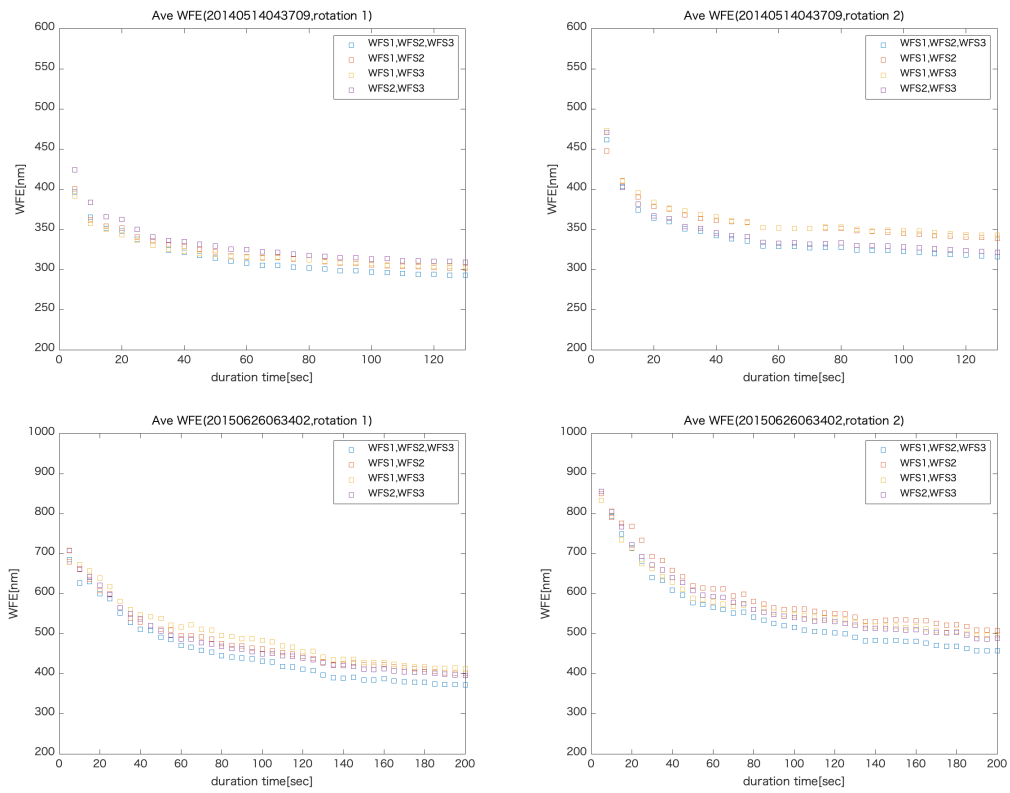 Ave WFE(20140514043709,rotation 1)
600
550
500
450
400
350
300
250
200
WFE[nm]
0 20 40 60 80 100 120
duration time[sec]
WFS1,WFS2,WFS3
WFS1,WFS2
WFS1,WFS3
WFS2,WFS3
Ave WFE(20140514043709,rotation 2)
600
550
500
450
400
350
300
250
200
WFE[nm]
0 20 40 60 80 100 120
duration time[sec]
WFS1,WFS2,WFS3
WFS1,WFS2
WFS1,WFS3
WFS2,WFS3
Ave WFE(20150626063402,rotation 1)
1000
900
800
700
600
500
400
300
200
WFE[nm]
0 20 40 60 80 100 120 140 160 180 200
duration time[sec]
WFS1,WFS2,WFS3
WFS1,WFS2
WFS1,WFS3
WFS2,WFS3
Ave WFE(20150626063402,rotation 2)
1000
900
800
700
600
500
400
300
200
WFE[nm]
0 20 40 60 80 100 120 140 160 180 200
duration time[sec]
WFS1,WFS2,WFS3
WFS1,WFS2
WFS1,WFS3
WFS2,WFS3